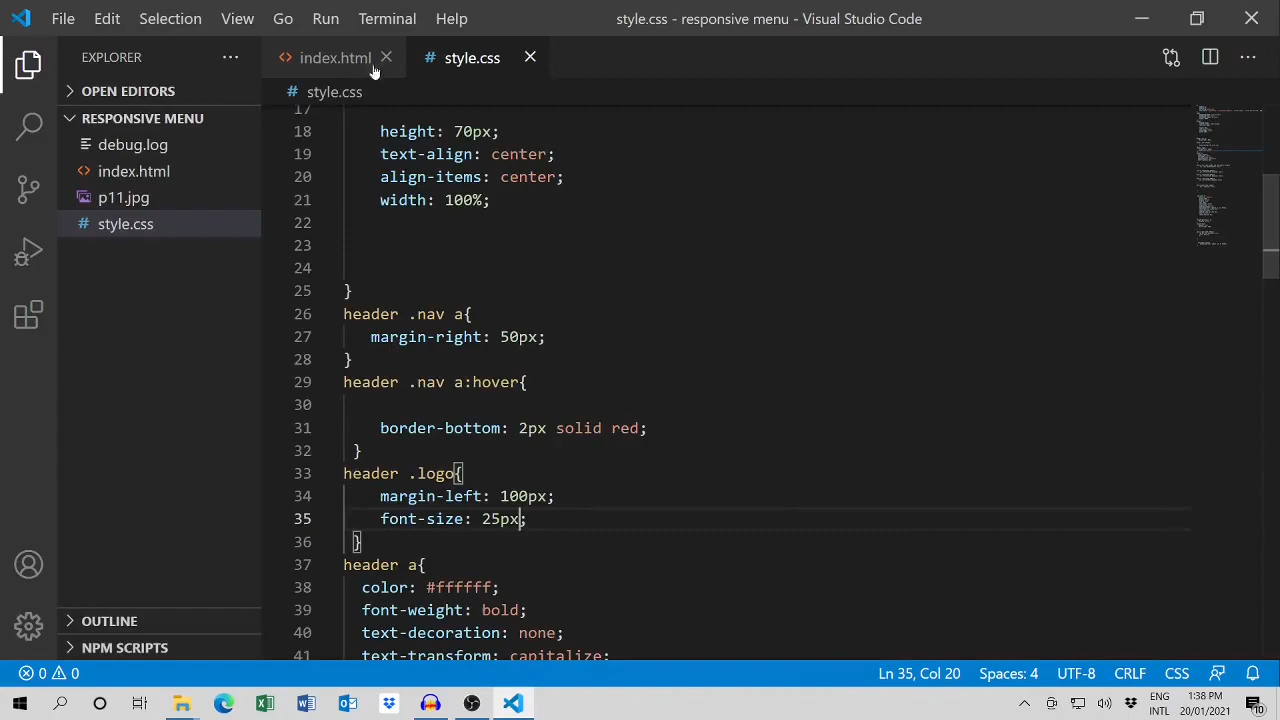 File Edit Selection View Go Run Terminal Help style.css - responsive menu - Visual Studio Code
EXPLORER
index.html
# style.css
OPEN EDITORS
# style.css
RESPONSIVE MENU
debug.log
index.html
p11.jpg
# style.css
OUTLINE
NPM SCRIPTS
17
18 height: 70px;
19 text-align: center;
20 align-items: center;
21 width: 100%;
22
23
24
25 }
26 header .nav a{
27 margin-right: 50px;
28 }
29 header .nav a:hover{
30
31 border-bottom: 2px solid red;
32 }
33 header .logo{
34 margin-left: 100px;
35 font-size: 25px;
36 }
37 header a{
38 color: #ffffff;
39 font-weight: bold;
40 text-decoration: none;
41 text-transform: capitalize;
0 0 Ln 35, Col 20 Spaces: 4 UTF-8 CRLF CSS
ENG 1:38 PM
INTL 20/01/2021 10